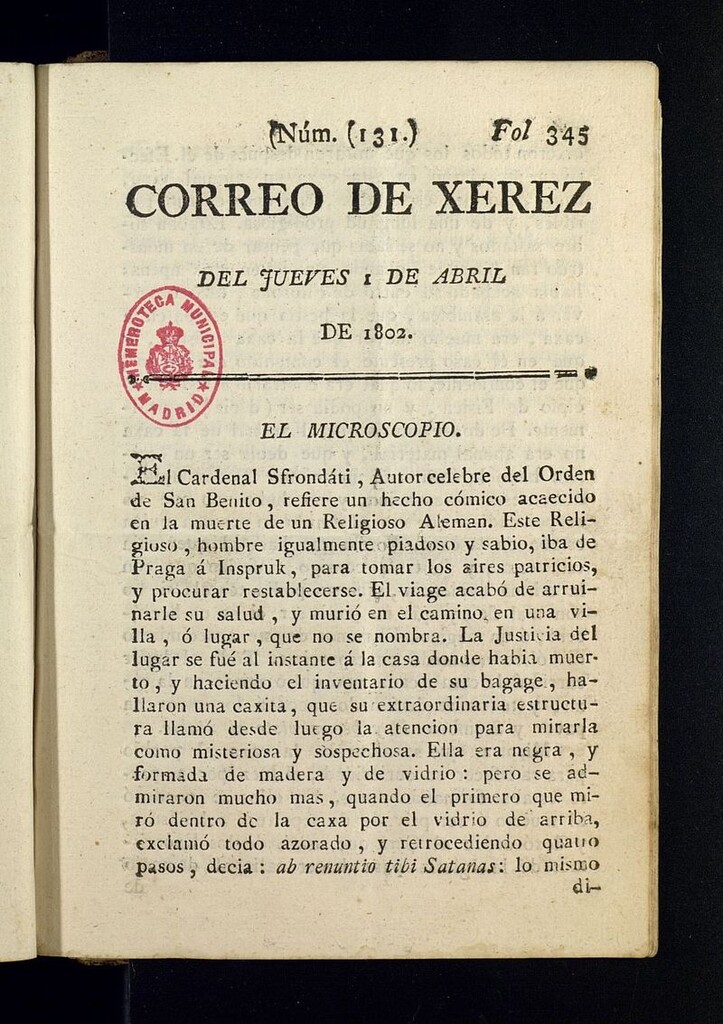 (Núm. (131.) Fol 345
CORREO DE XEREZ
DEL JUEVES 1 DE ABRIL
DE 1802.
HEMEROTECA MUNICIPAL
★ MADRID ★
EL MICROSCOPIO.
El Cardenal Sfrondáti, Autor celebre del Orden
de San Benito, refiere un hecho cómico acaecido
en la muerte de un Religioso Aleman. Este Reli-
gioso, hombre igualmente piadoso y sabio, iba de
Praga á Inspruk, para tomar los aires patricios,
y procurar restablecerse. El viage acabó de arrui-
narle su salud, y murió en el camino, en una vi-
lla, ó lugar, que no se nombra. La Justicia del
lugar se fué al instante á la casa donde habia muer-
to, y haciendo el inventario de su bagage, ha-
llaron una caxita, que su extraordinaria estructu-
ra llamó desde luego la atencion para mirarla
como misteriosa y sospechosa. Ella era negra, y
formada de madera y de vidrio: pero se ad-
miraron mucho mas, quando el primero que mi-
ró dentro de la caxa por el vidrio de arriba,
exclamó todo azorado, y retrocediendo quatro
pasos, decia: ab renuntio tibi Satanas: lo mismo
di-